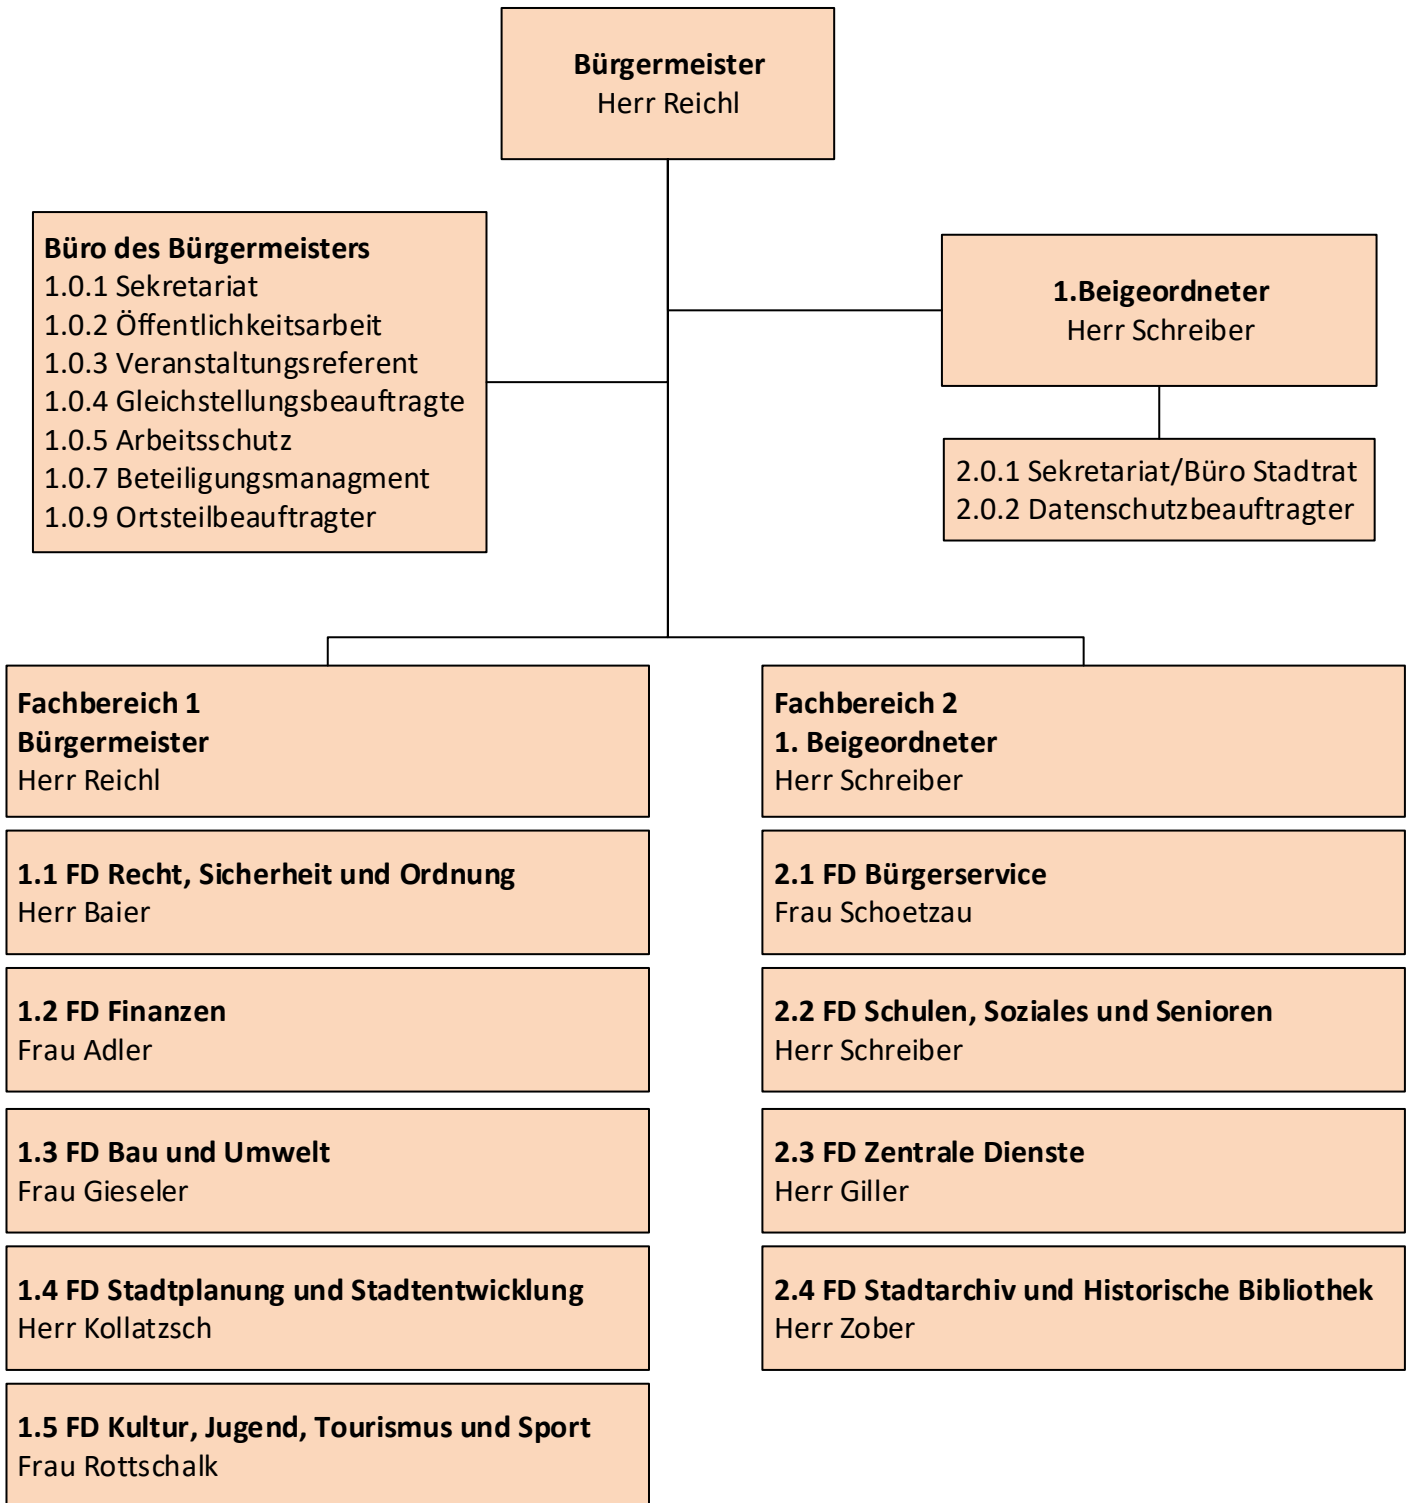 Bürgermeister
Herr Reichl
Büro des Bürgermeisters
1.0.1 Sekretariat
1.0.2 Öffentlichkeitsarbeit
1.0.3 Veranstaltungsreferent
1.0.4 Gleichstellungsbeauftragte
1.0.5 Arbeitsschutz
1.0.7 Beteiligungsmanagment
1.0.9 Ortsteilbeauftragter
1.Beigeordneter
Herr Schreiber
2.0.1 Sekretariat/Büro Stadtrat
2.0.2 Datenschutzbeauftragter
Fachbereich 1
Bürgermeister
Herr Reichl
1.1 FD Recht, Sicherheit und Ordnung
Herr Baier
1.2 FD Finanzen
Frau Adler
1.3 FD Bau und Umwelt
Frau Gieseler
1.4 FD Stadtplanung und Stadtentwicklung
Herr Kollatzsch
1.5 FD Kultur, Jugend, Tourismus und Sport
Frau Rottschalk
Fachbereich 2
1. Beigeordneter
Herr Schreiber
2.1 FD Bürgerservice
Frau Schoetzau
2.2 FD Schulen, Soziales und Senioren
Herr Schreiber
2.3 FD Zentrale Dienste
Herr Giller
2.4 FD Stadtarchiv und Historische Bibliothek
Herr Zober